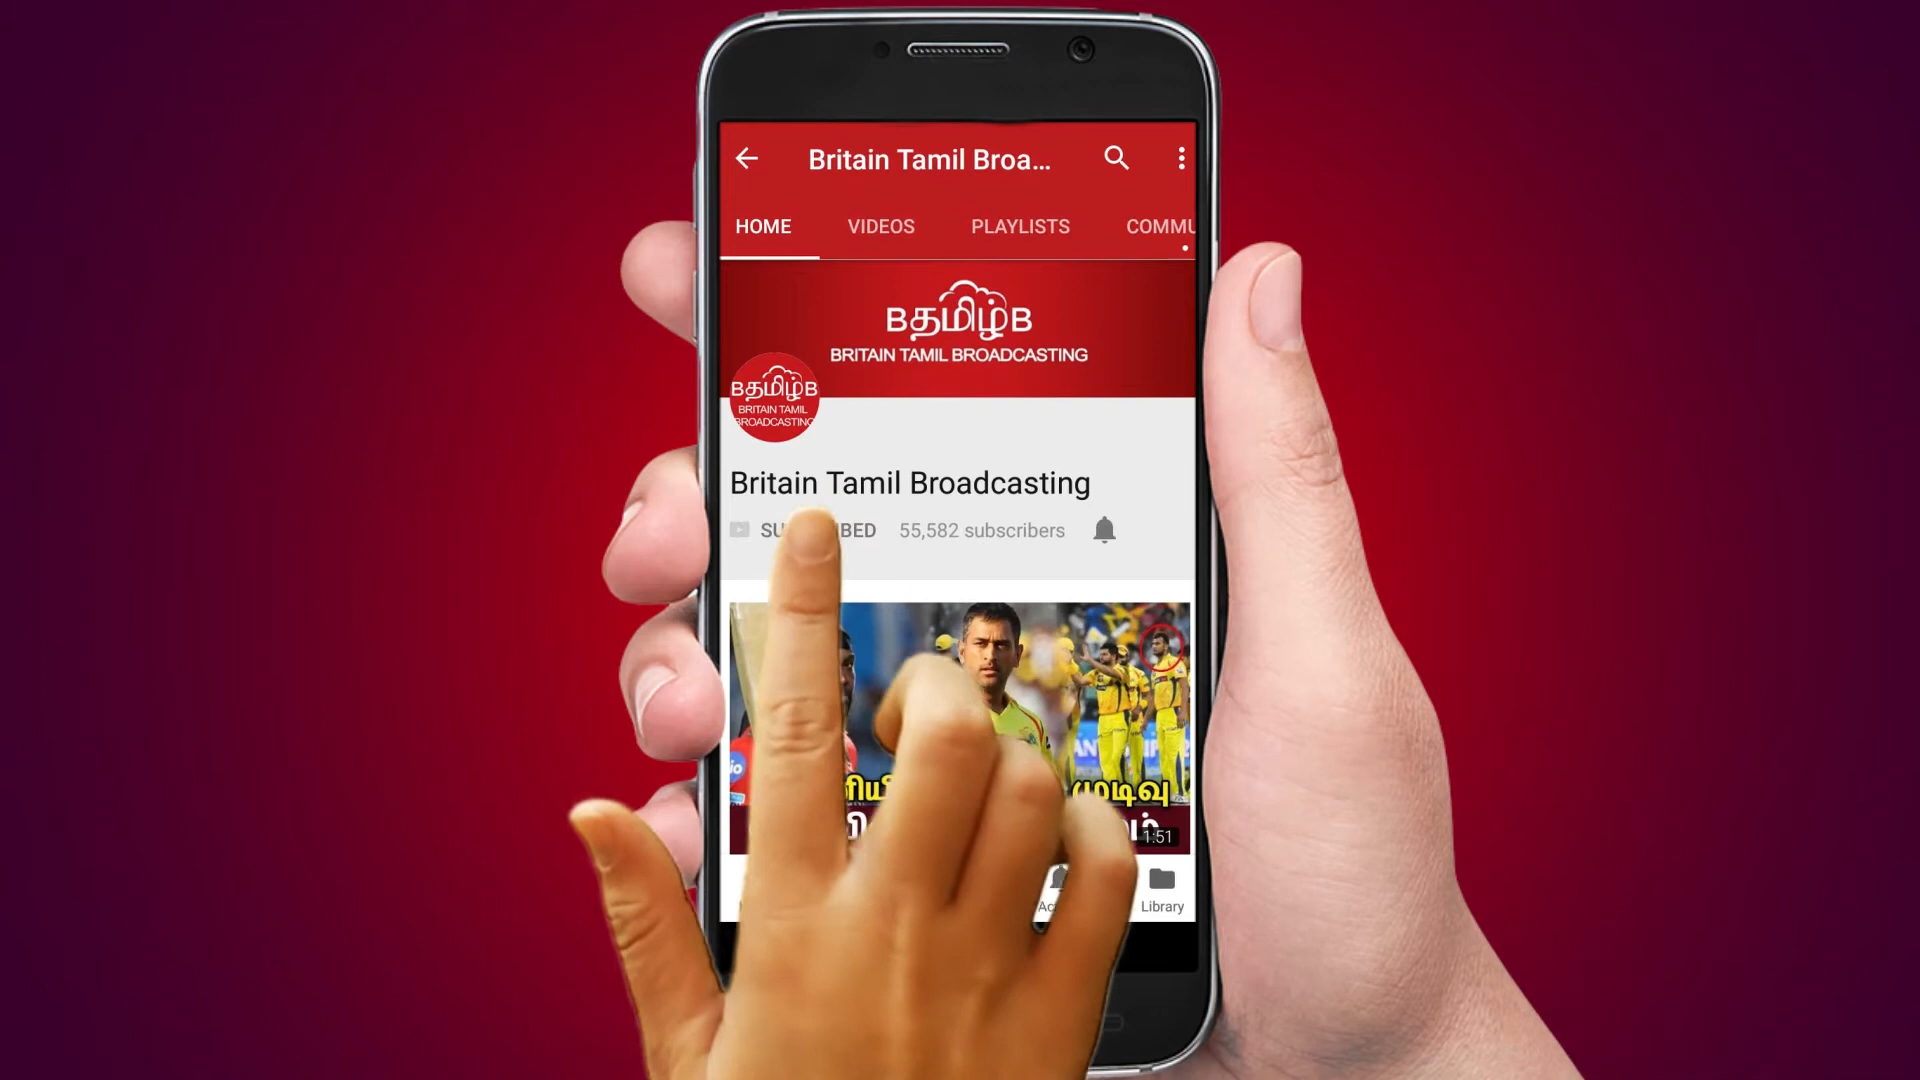 Britain Tamil Broa...
HOME VIDEOS PLAYLISTS COMMU
Bதமிழ்B
BRITAIN TAMIL BROADCASTING
Bதமிழ்B
BRITAIN TAMIL
BROADCASTING
Britain Tamil Broadcasting
55,582 subscribers
முடிவு
1:51
Library